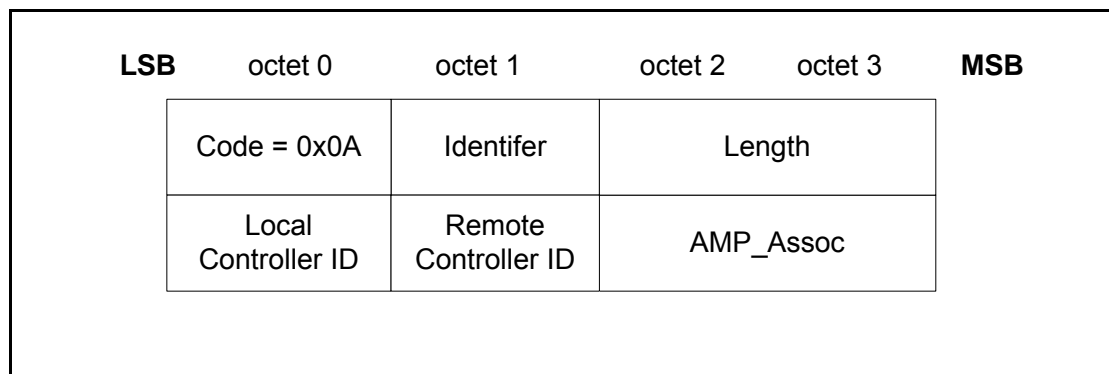 LSB octet 0 octet 1 octet 2 octet 3 MSB
Code = 0x0A Identifer Length
Local Remote
Controller ID Controller ID AMP_Assoc